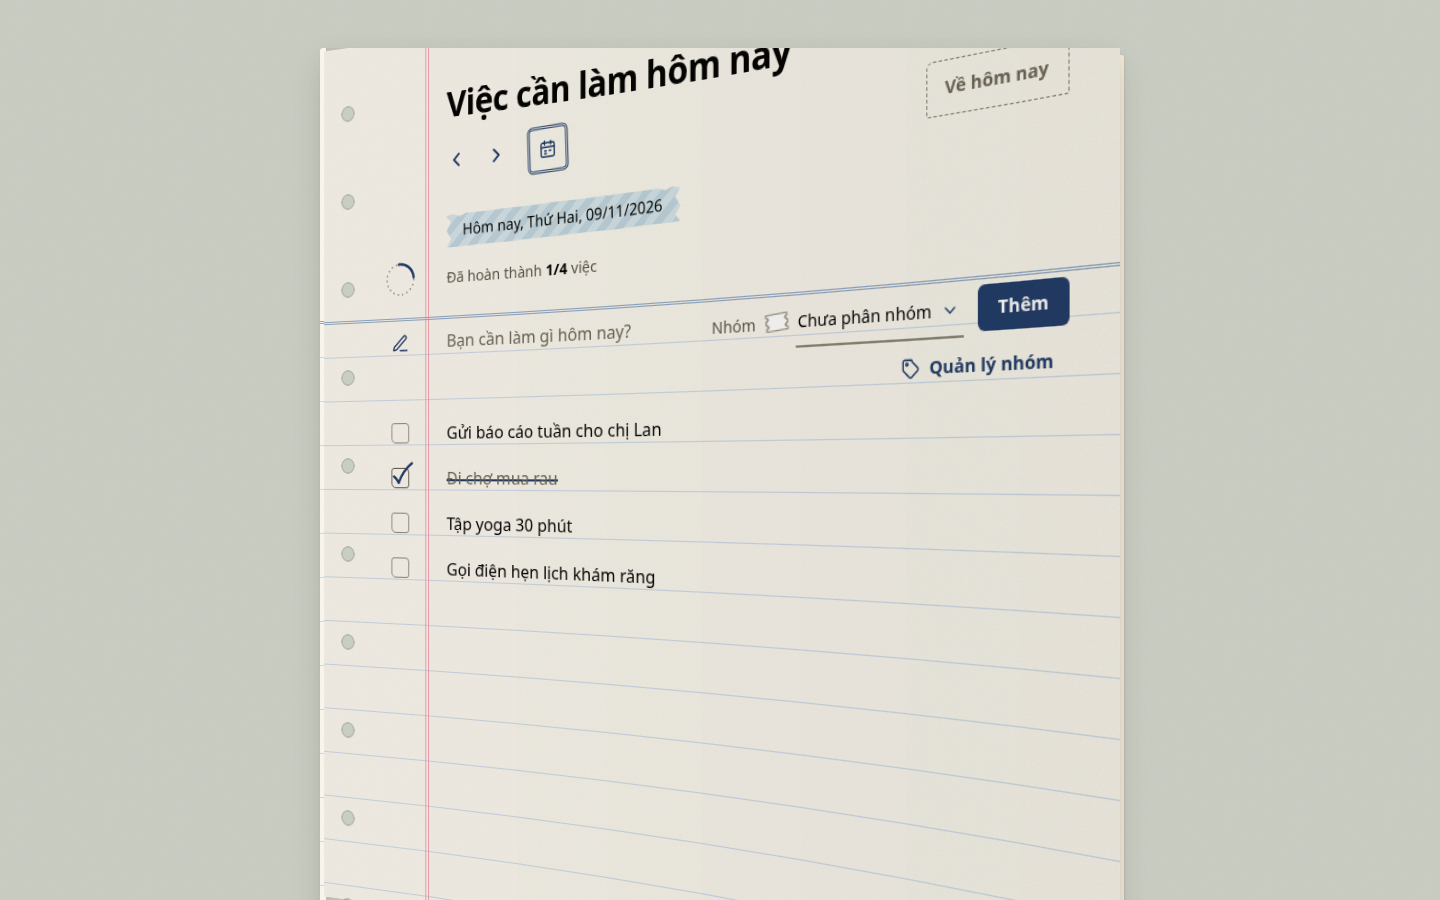 Việc cần làm hôm nay
Về hôm nay
Hôm nay, Thứ Hai, 09/11/2026
Đã hoàn thành 1/4 việc
Bạn cần làm gì hôm nay?
Nhóm
Chưa phân nhóm
Thêm
Quản lý nhóm
Gửi báo cáo tuần cho chị Lan
Đi chợ mua rau
Tập yoga 30 phút
Gọi điện hẹn lịch khám răng